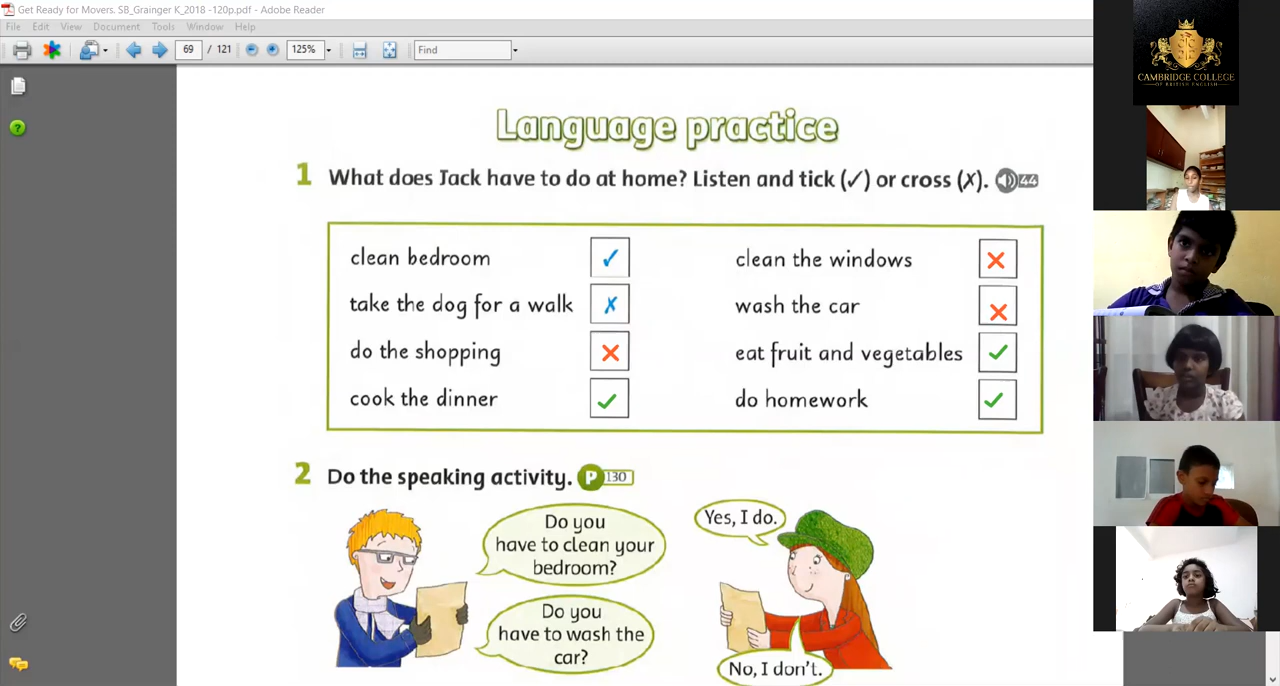 Get Ready for Movers. SB_Grainger K_2018 -120p.pdf - Adobe Reader
File Edit View Document Tools Window Help
69 / 121 125% Find
CAMBRIDGE COLLEGE
OF BRITISH ENGLISH
Language practice
1 What does Jack have to do at home? Listen and tick (✓) or cross (✗). 44
clean bedroom ✓
take the dog for a walk ✗
do the shopping ✗
cook the dinner ✓
clean the windows ✗
wash the car ✗
eat fruit and vegetables ✓
do homework ✓
2 Do the speaking activity. P 130
Do you
have to clean your
bedroom?
Yes, I do.
Do you
have to wash the
car?
No, I don't.